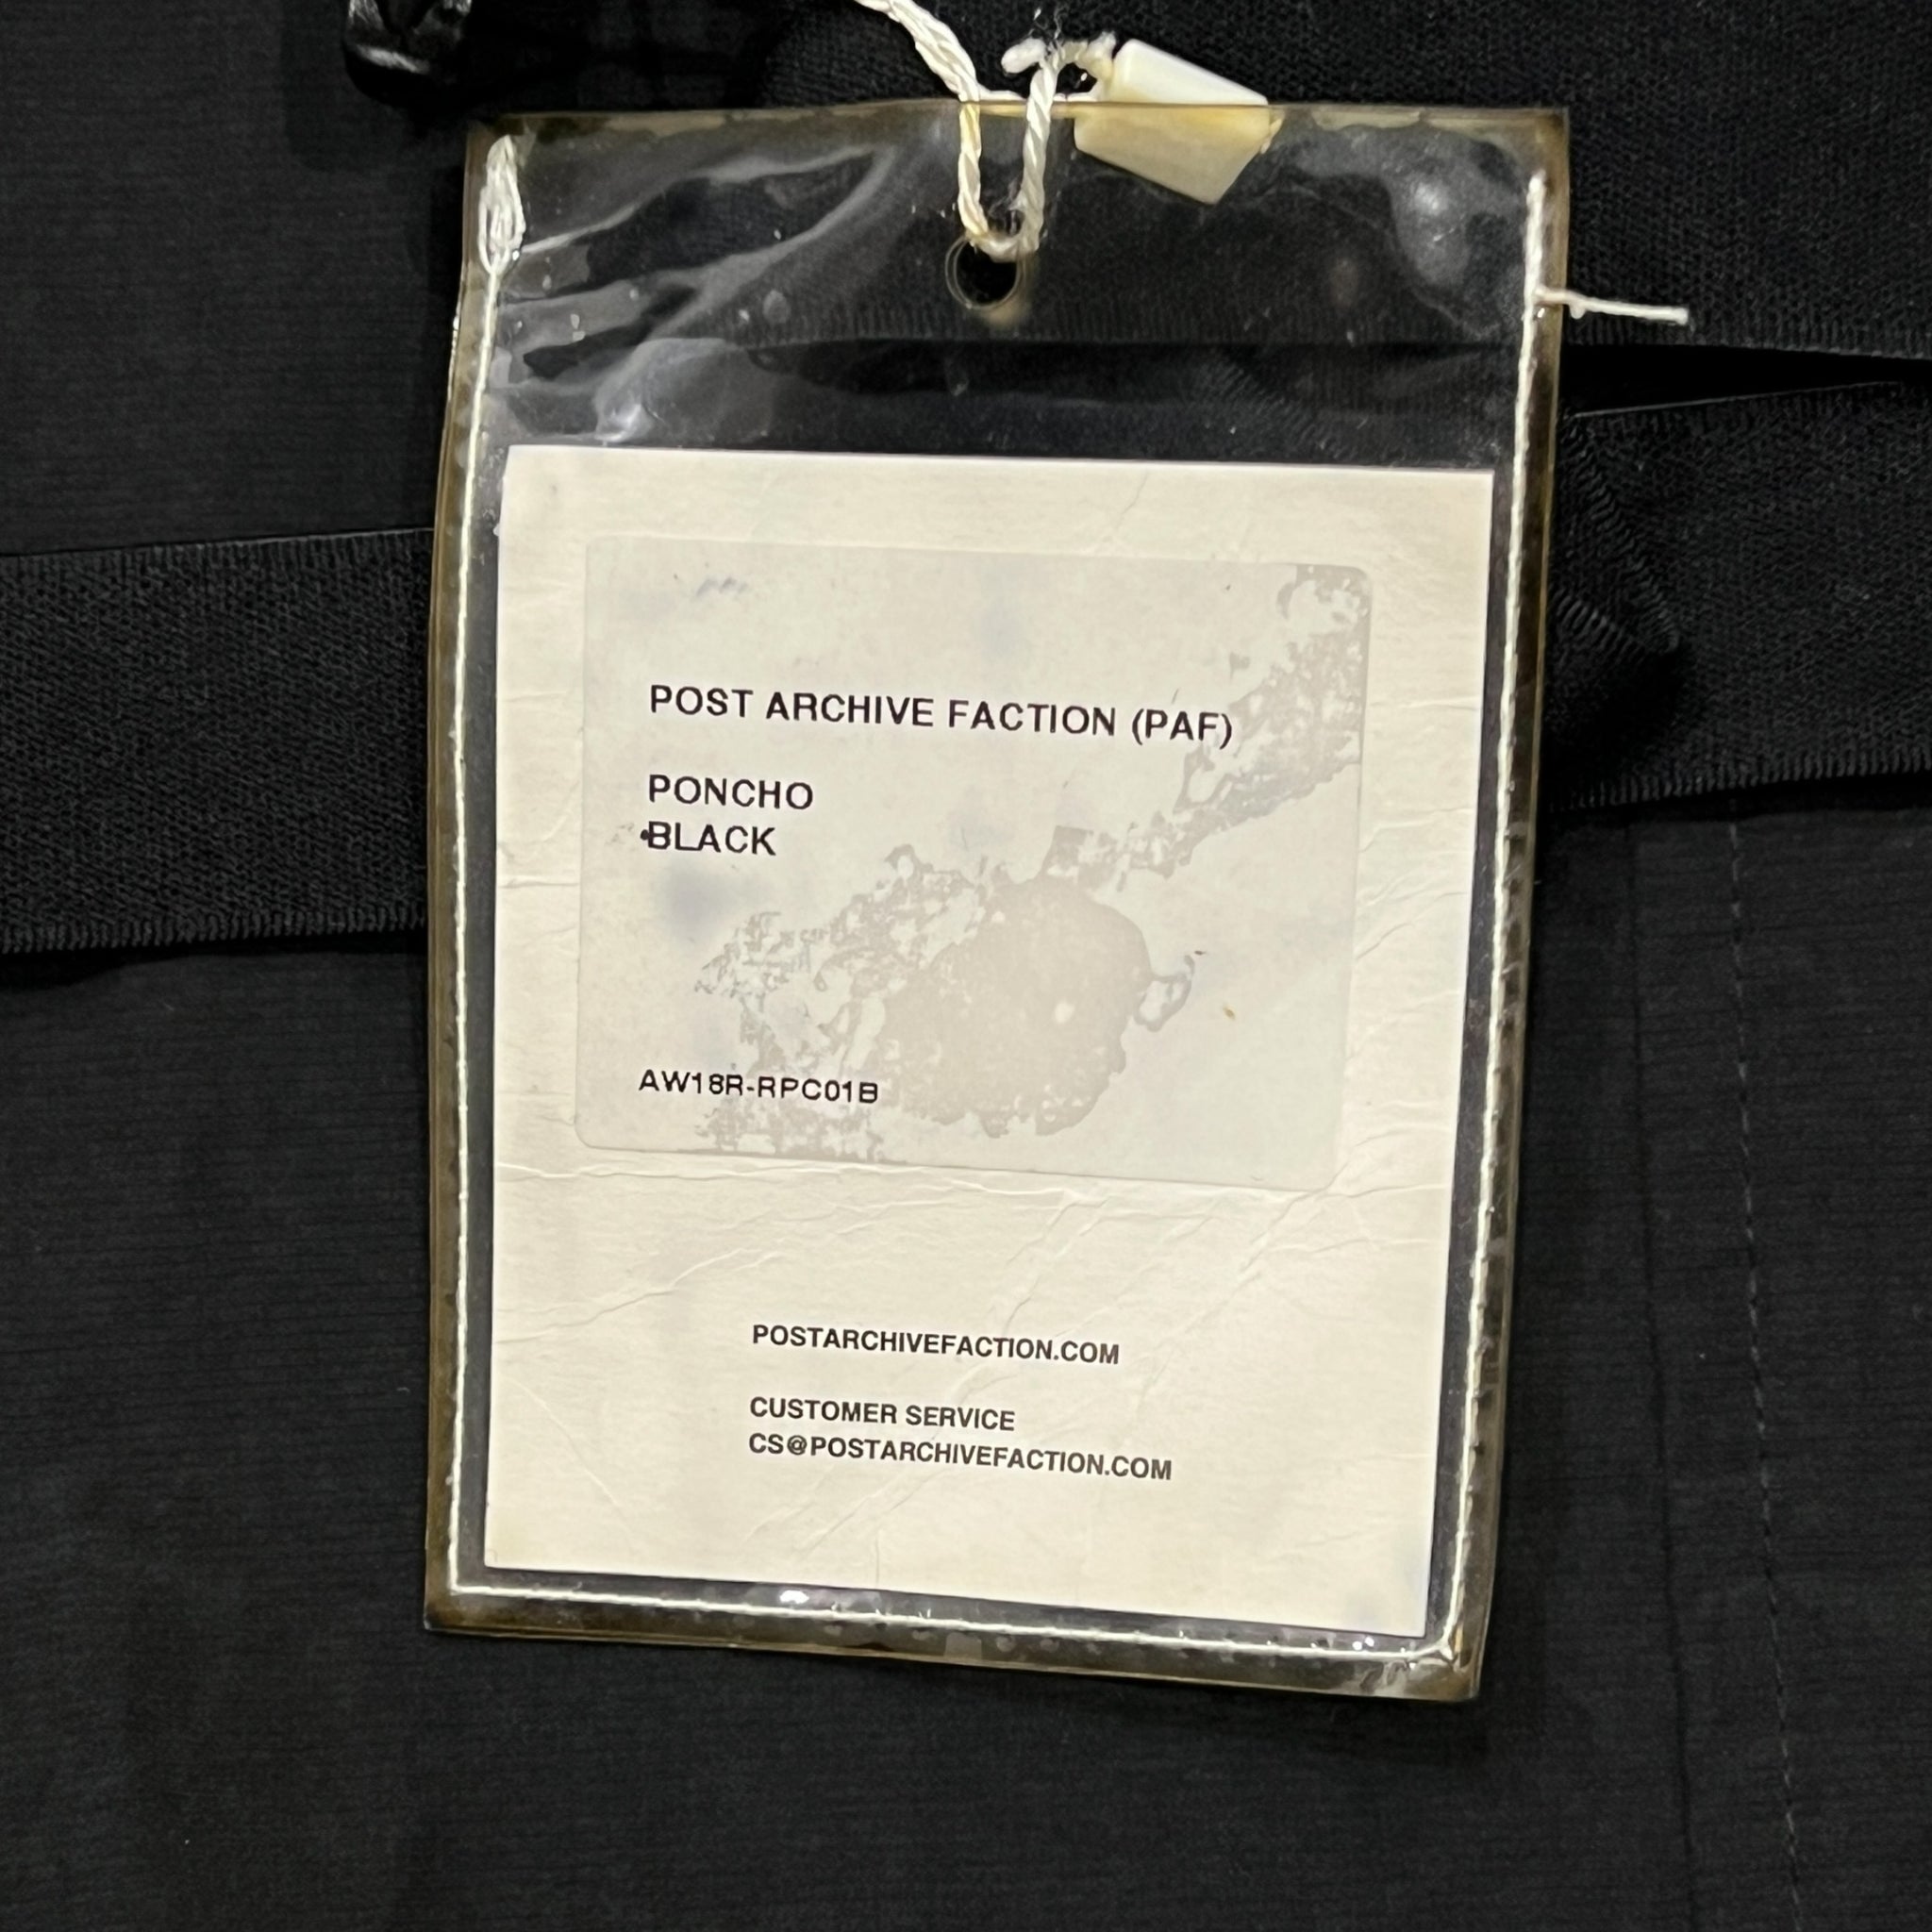 POST ARCHIVE FACTION (PAF)
PONCHO
BLACK
AW18R-RPC01B
POSTARCHIVEFACTION.COM
CUSTOMER SERVICE
CS@POSTARCHIVEFACTION.COM